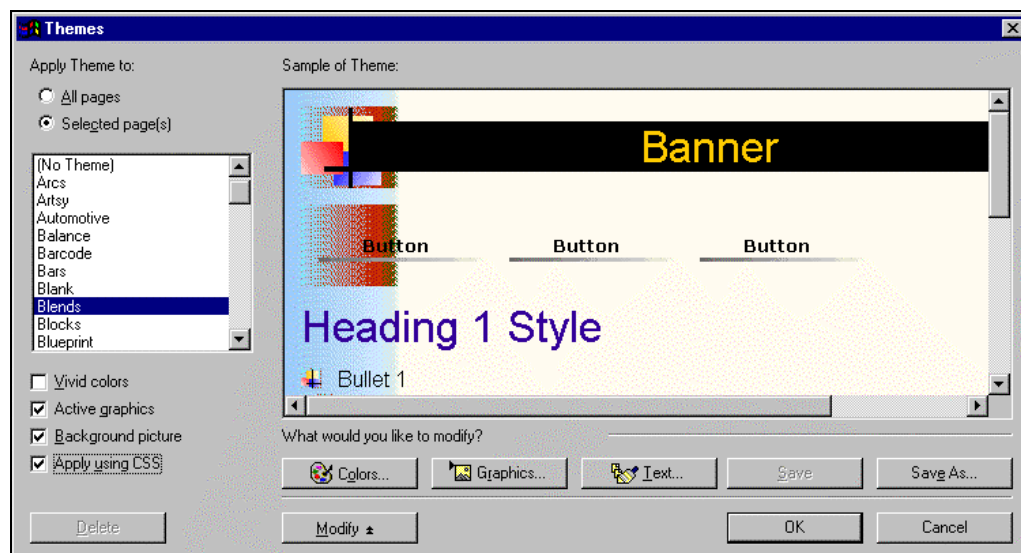 Themes
Apply Theme to:
All pages
Selected page(s)
(No Theme)
Arcs
Artsy
Automotive
Balance
Barcode
Bars
Blank
Blends
Blocks
Blueprint
Vivid colors
Active graphics
Background picture
Apply using CSS
Delete
Sample of Theme:
Banner
Button Button Button
Heading 1 Style
Bullet 1
What would you like to modify?
Colors... Graphics... Text... Save Save As...
Modify OK Cancel